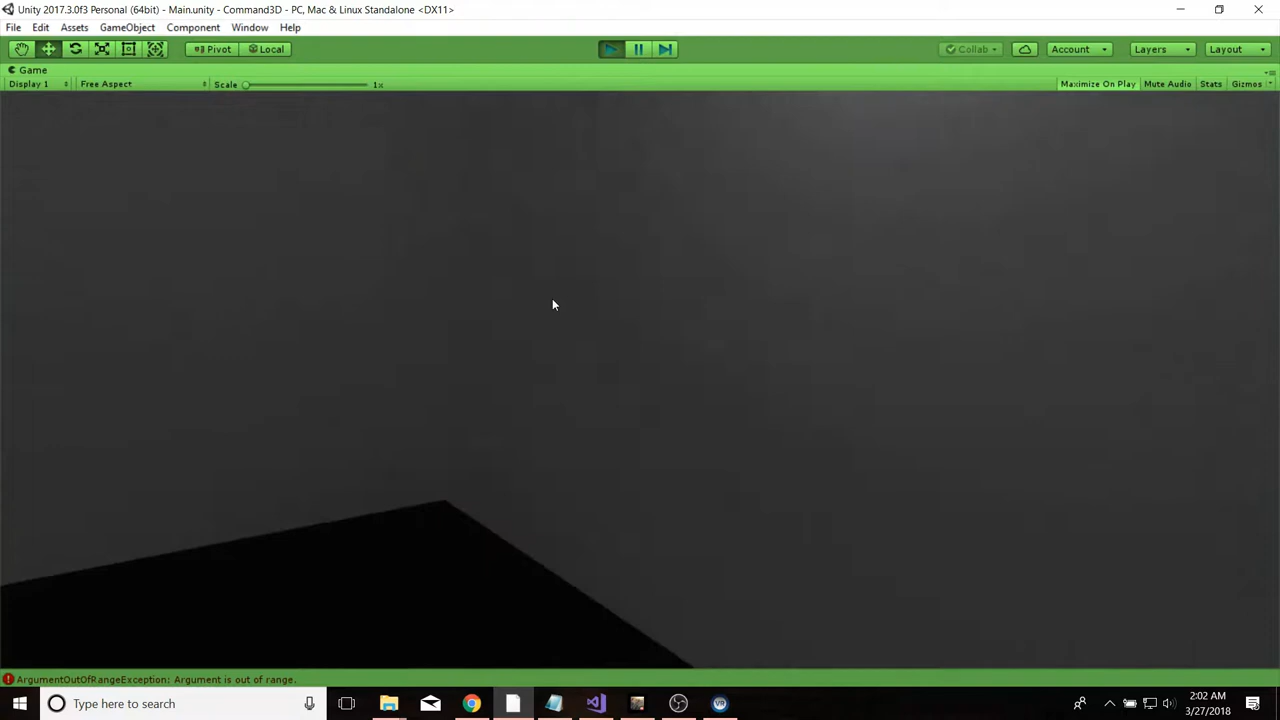 Unity 2017.3.0f3 Personal (64bit) - Main.unity - Command3D - PC, Mac & Linux Standalone <DX11>
File Edit Assets GameObject Component Window Help
Pivot Local Collab Account Layers Layout
Game
Display 1 Free Aspect Scale 1x Maximize On Play Mute Audio Stats Gizmos
ArgumentOutOfRangeException: Argument is out of range.
Type here to search
VR
2:02 AM
3/27/2018